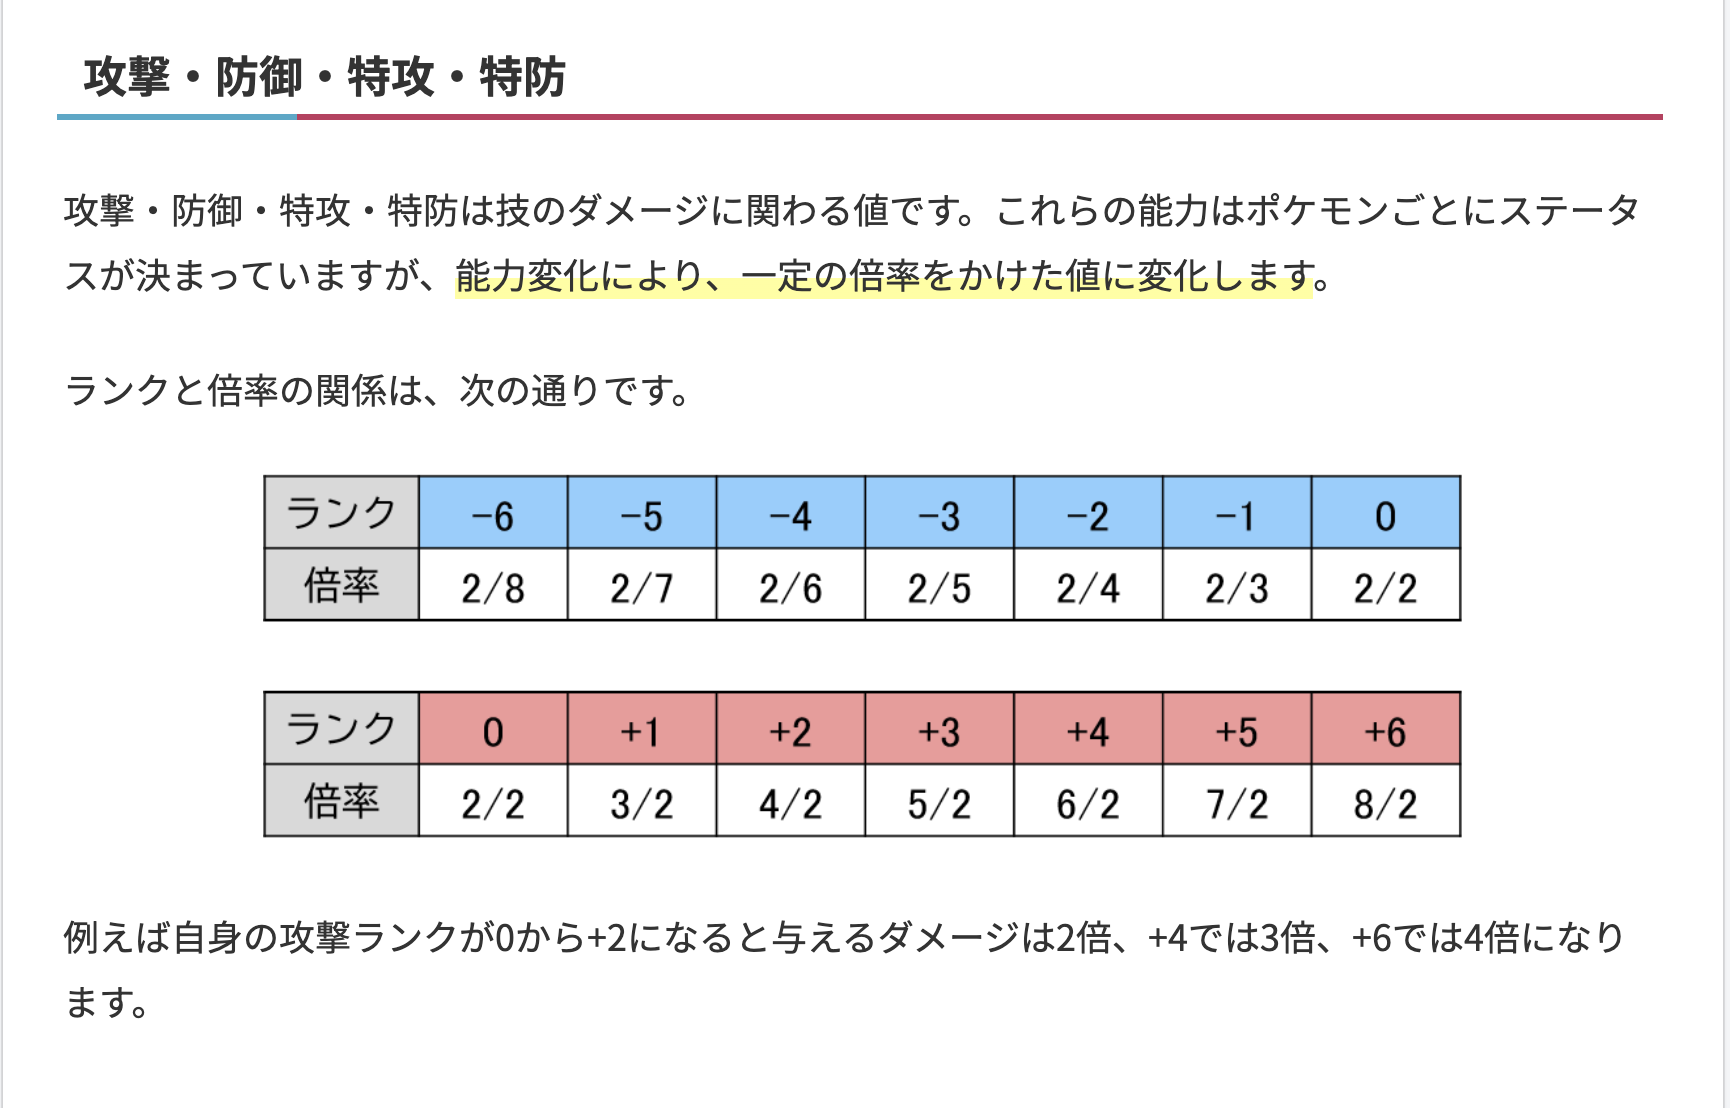 攻撃・防御・特攻・特防
攻撃・防御・特攻・特防は技のダメージに関わる値です。これらの能力はポケモンごとにステータ
スが決まっていますが、能力変化により、一定の倍率をかけた値に変化します。
ランクと倍率の関係は、次の通りです。
ランク −6 −5 −4 −3 −2 −1 0
倍率 2/8 2/7 2/6 2/5 2/4 2/3 2/2
ランク 0 +1 +2 +3 +4 +5 +6
倍率 2/2 3/2 4/2 5/2 6/2 7/2 8/2
例えば自身の攻撃ランクが0から+2になると与えるダメージは2倍、+4では3倍、+6では4倍になり
ます。